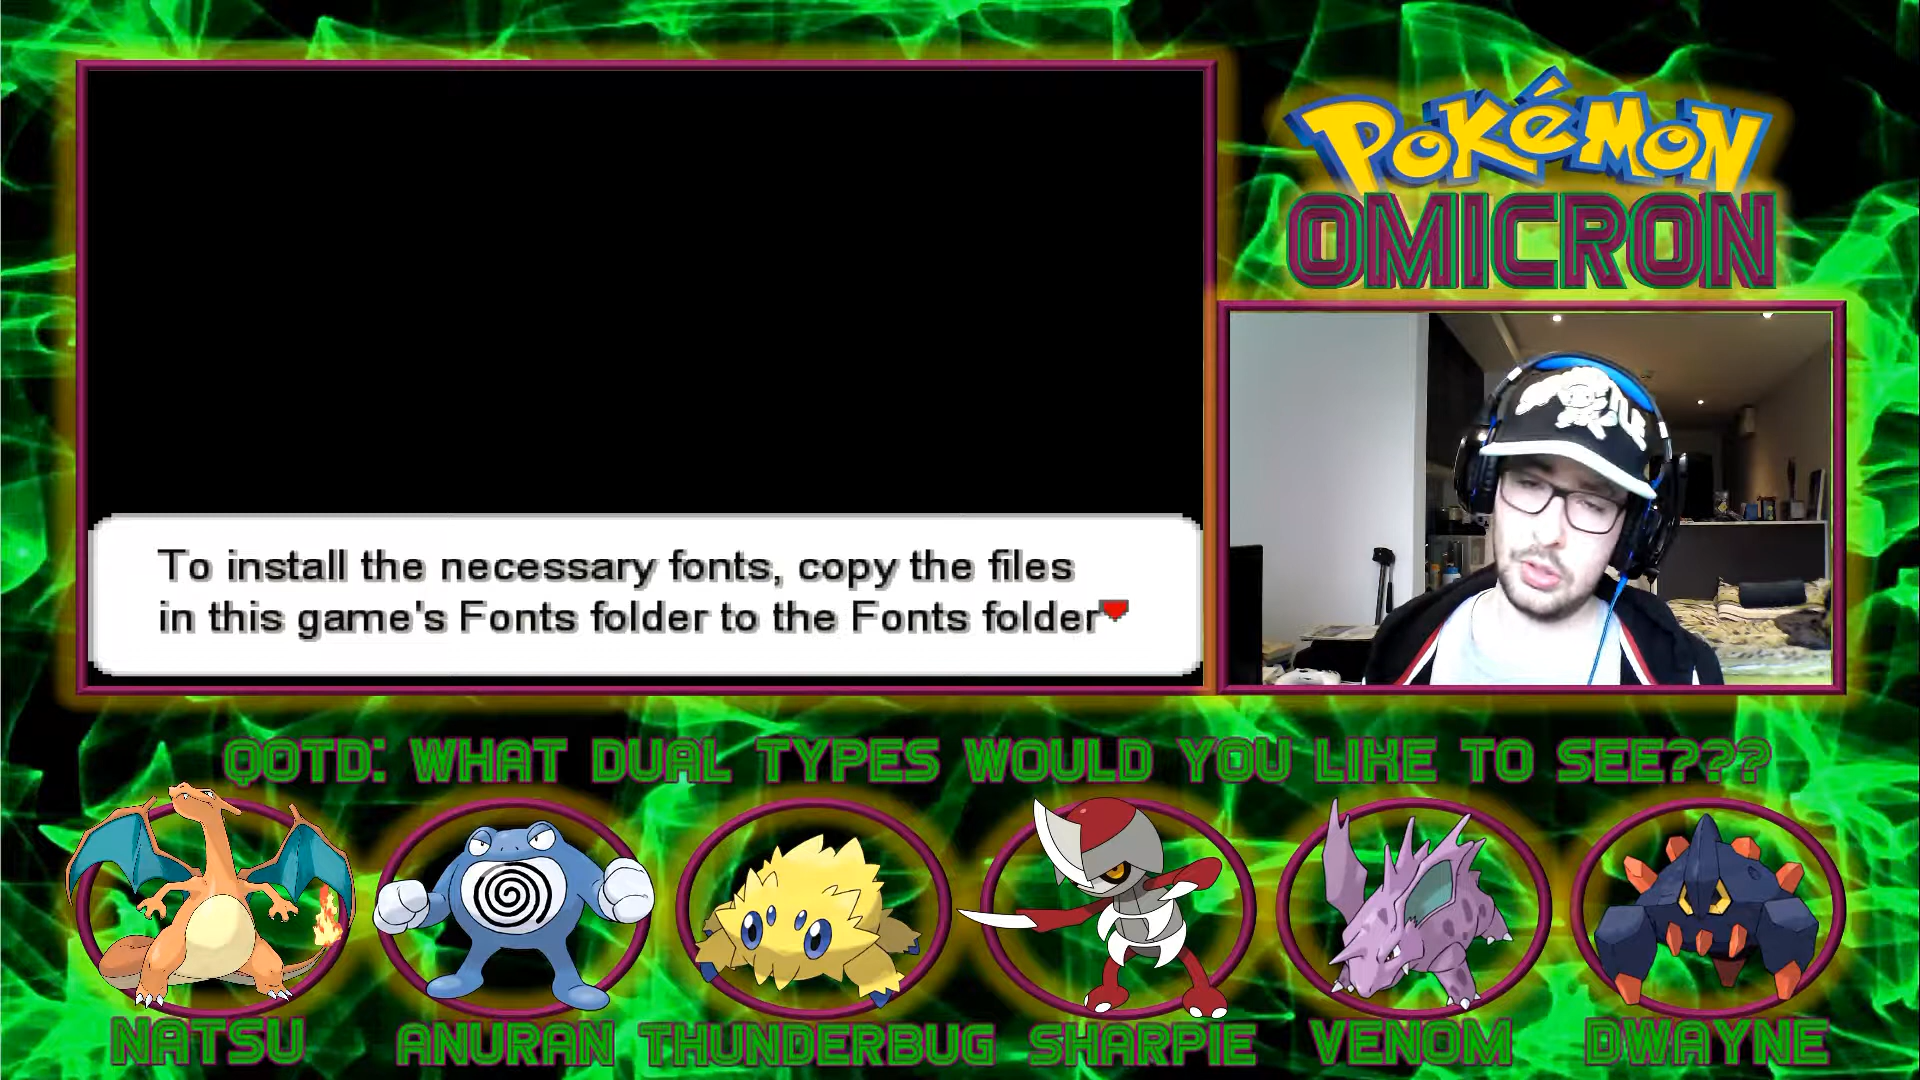 POKéMON
OMICRON
To install the necessary fonts, copy the files
in this game's Fonts folder to the Fonts folder
QOTD: WHAT DUAL TYPES WOULD YOU LIKE TO SEE???
NATSU ANURAN THUNDERBUG SHARPIE VENOM DWAYNE